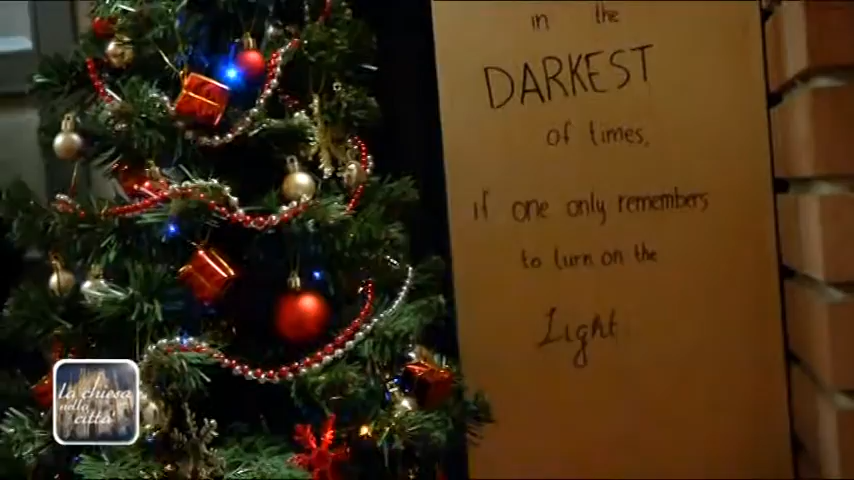 in the
DARKEST
of times,
if one only remembers
to turn on the
Light
la chiesa
nella
città